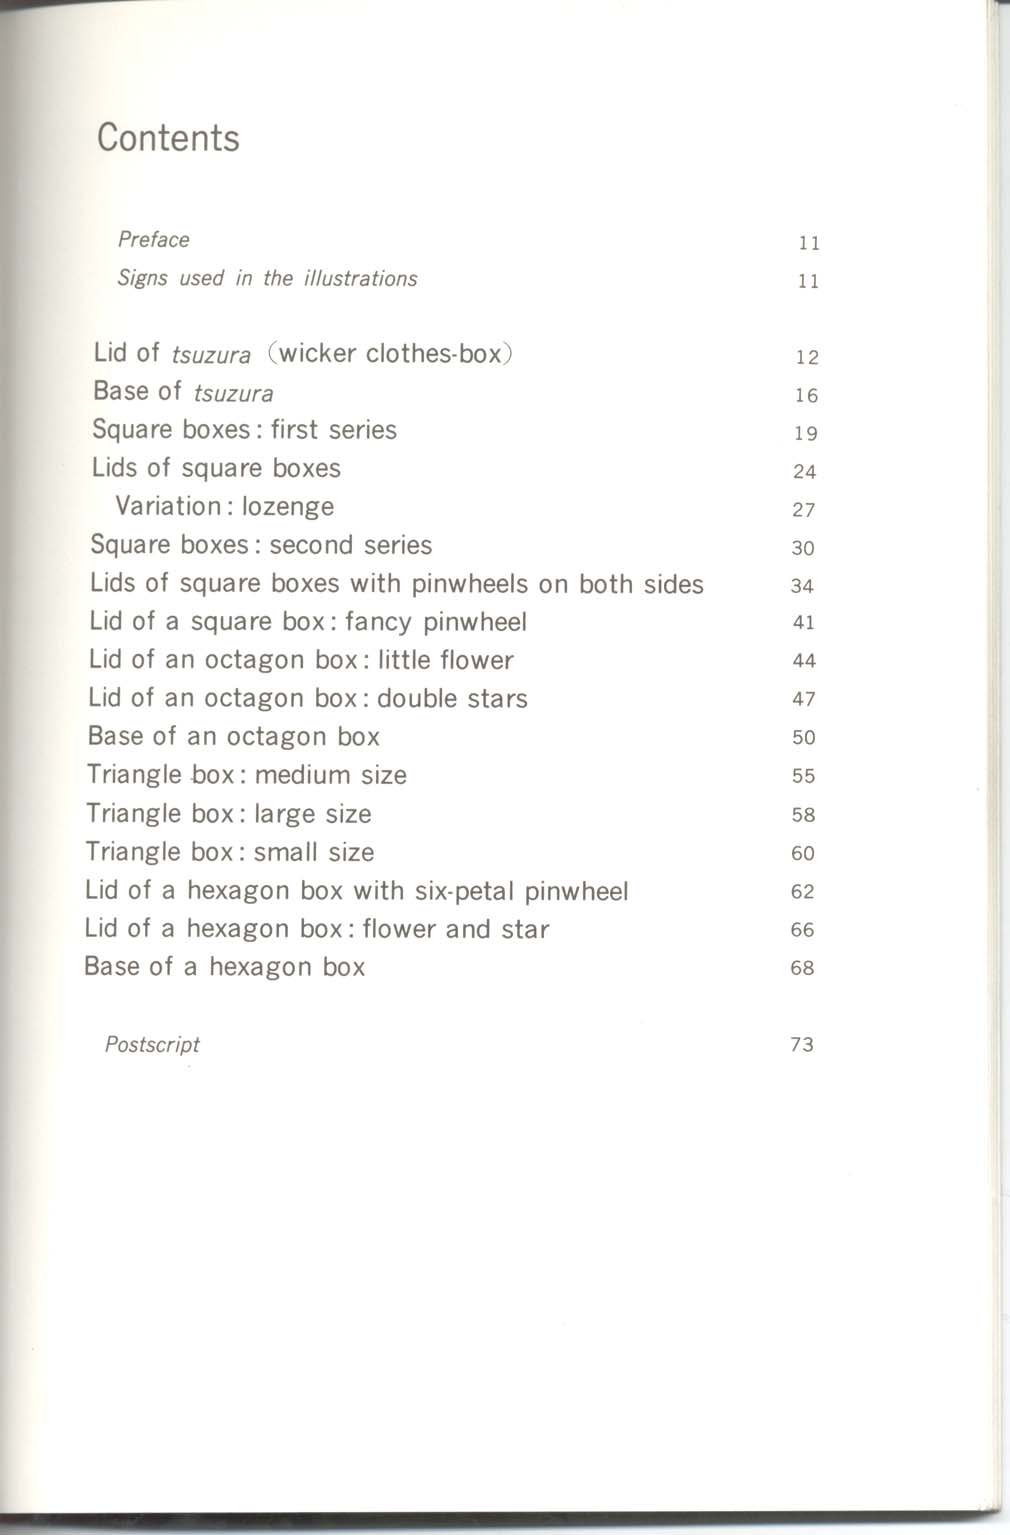 Contents
Preface 11
Signs used in the illustrations 11
Lid of tsuzura (wicker clothes-box) 12
Base of tsuzura 16
Square boxes: first series 19
Lids of square boxes 24
Variation: lozenge 27
Square boxes: second series 30
Lids of square boxes with pinwheels on both sides 34
Lid of a square box: fancy pinwheel 41
Lid of an octagon box: little flower 44
Lid of an octagon box: double stars 47
Base of an octagon box 50
Triangle box: medium size 55
Triangle box: large size 58
Triangle box: small size 60
Lid of a hexagon box with six-petal pinwheel 62
Lid of a hexagon box: flower and star 66
Base of a hexagon box 68
Postscript 73